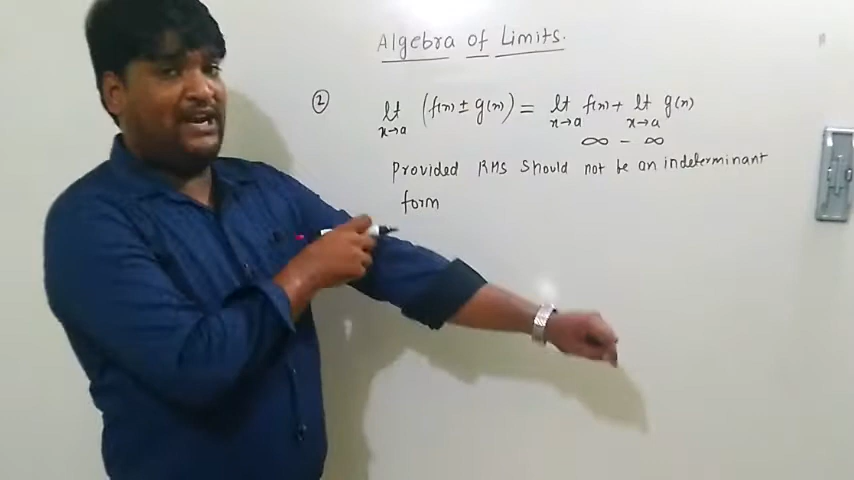 Algebra of Limits.
② lt x→a (f(x) ± g(x)) = lt x→a f(x) + lt x→a g(x)
∞ - ∞
Provided RHS should not be an indeterminant
form